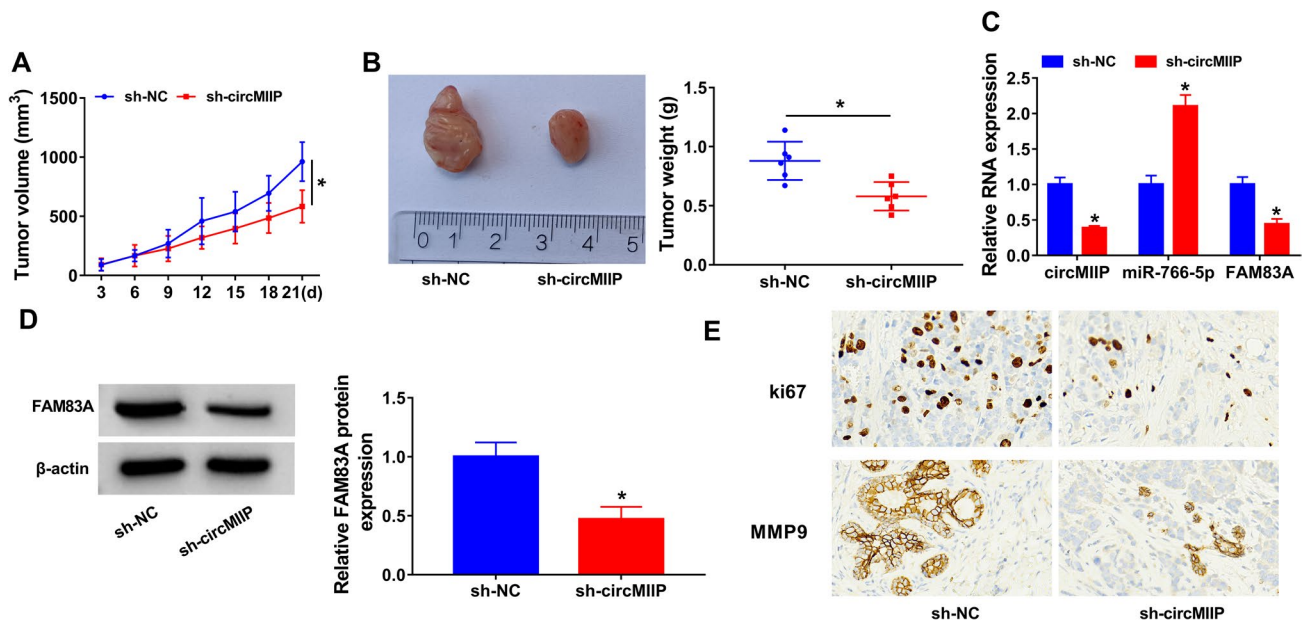 A
sh-NC sh-circMIIP
Tumor volume (mm³)
1500
1000
500
0
3 6 9 12 15 18 21(d)
*
B
0 1 2 3 4 5
sh-NC sh-circMIIP
Tumor weight (g)
1.5
1.0
0.5
0.0
*
sh-NC sh-circMIIP
C
sh-NC sh-circMIIP
Relative RNA expression
2.5
2.0
1.5
1.0
0.5
0.0
* * *
circMIIP miR-766-5p FAM83A
D
FAM83A
β-actin
sh-NC sh-circMIIP
Relative FAM83A protein
expression
1.5
1.0
0.5
0.0
*
sh-NC sh-circMIIP
E
ki67
MMP9
sh-NC sh-circMIIP